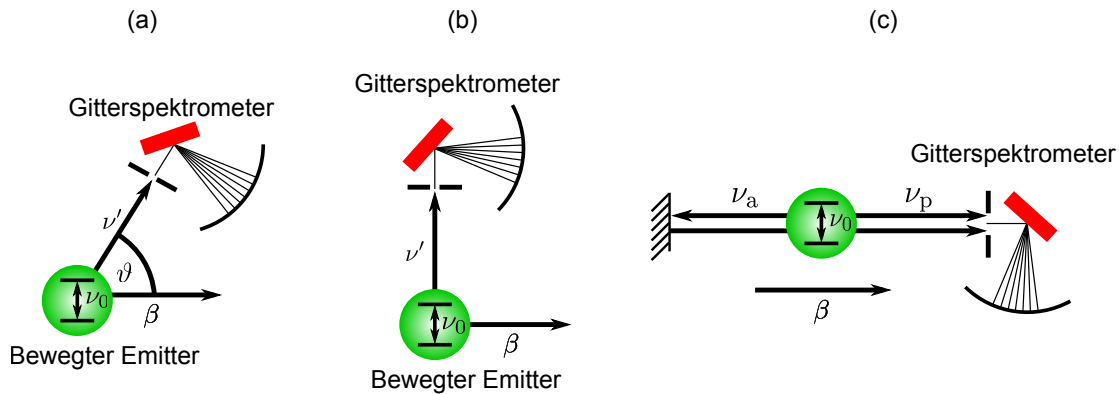 (a)
Gitterspektrometer
ν'
ϑ
ν₀
β
Bewegter Emitter
(b)
Gitterspektrometer
ν'
ν₀
β
Bewegter Emitter
(c)
Gitterspektrometer
νₐ
ν₀
νₚ
β